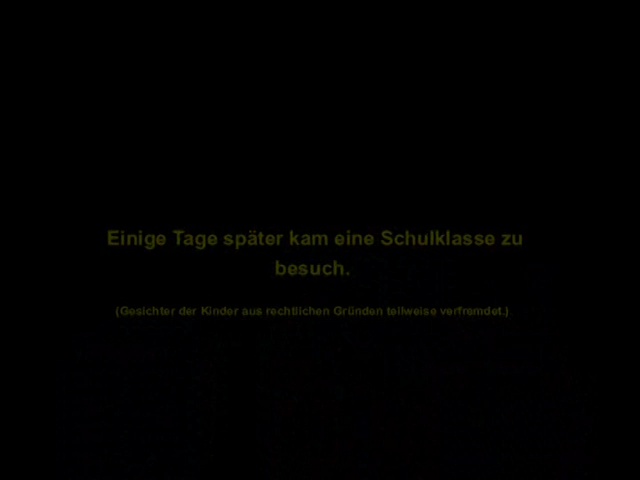 Einige Tage später kam eine Schulklasse zu
besuch.
(Gesichter der Kinder aus rechtlichen Gründen teilweise verfremdet.)